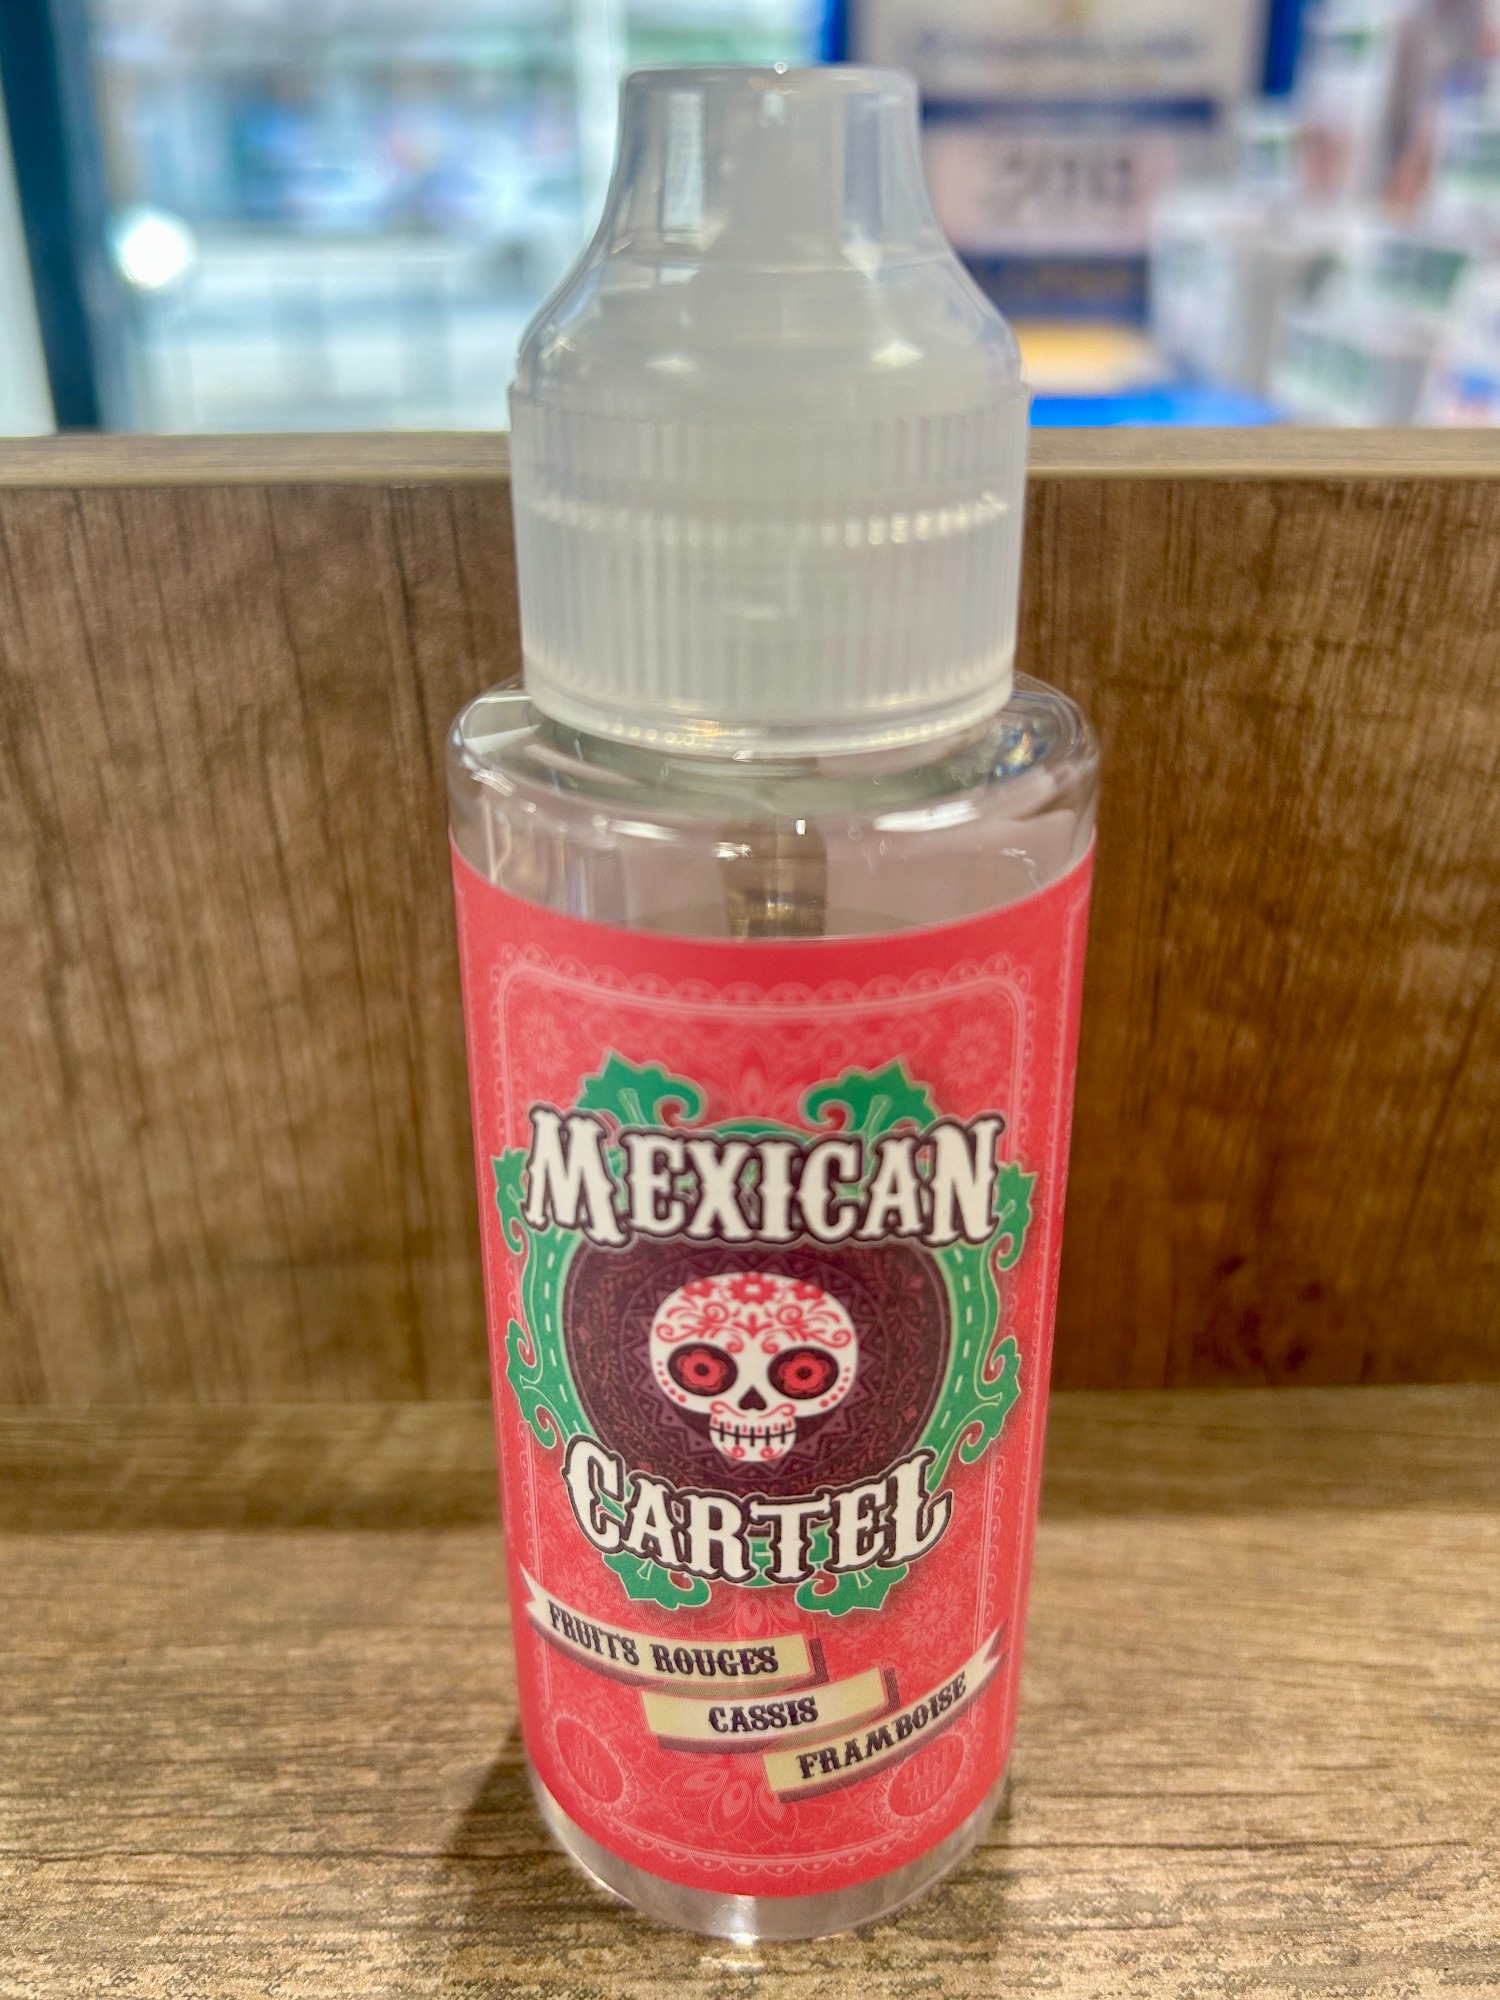 MEXICAN
CARTEL
FRUITS ROUGES
CASSIS
FRAMBOISE